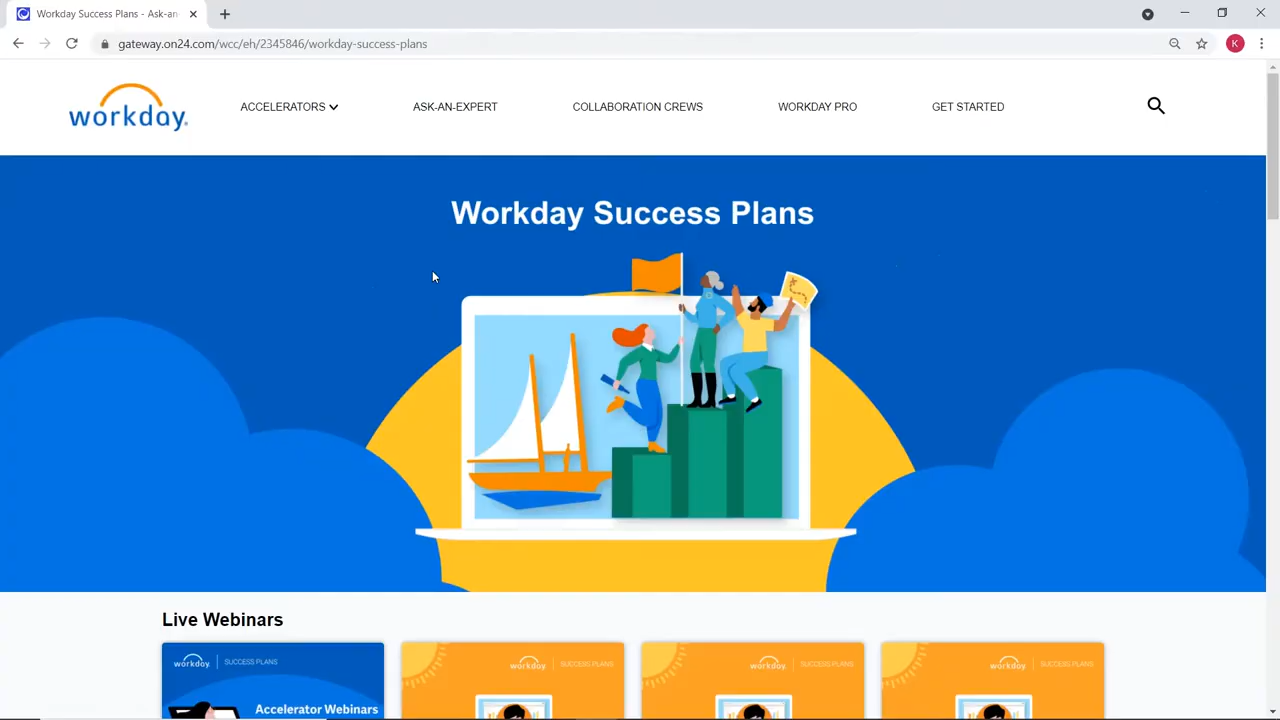 Workday Success Plans - Ask-an
gateway.on24.com/wcc/eh/2345846/workday-success-plans
K
workday.
ACCELERATORS
ASK-AN-EXPERT
COLLABORATION CREWS
WORKDAY PRO
GET STARTED
Workday Success Plans
Live Webinars
workday. SUCCESS PLANS
workday. SUCCESS PLANS
workday. SUCCESS PLANS
workday. SUCCESS PLANS
Accelerator Webinars